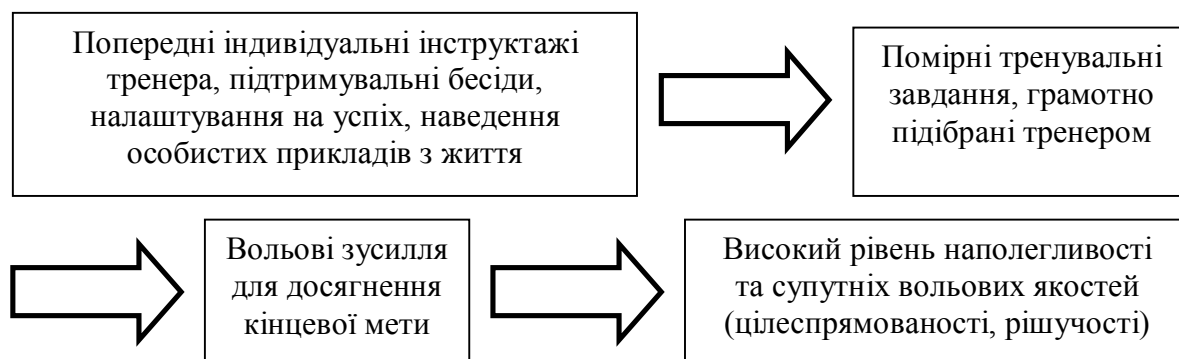 Попередні індивідуальні інструктажі
тренера, підтримувальні бесіди,
налаштування на успіх, наведення
особистих прикладів з життя
Помірні тренувальні
завдання, грамотно
підібрані тренером
Вольові зусилля
для досягнення
кінцевої мети
Високий рівень наполегливості
та супутніх вольових якостей
(цілеспрямованості, рішучості)